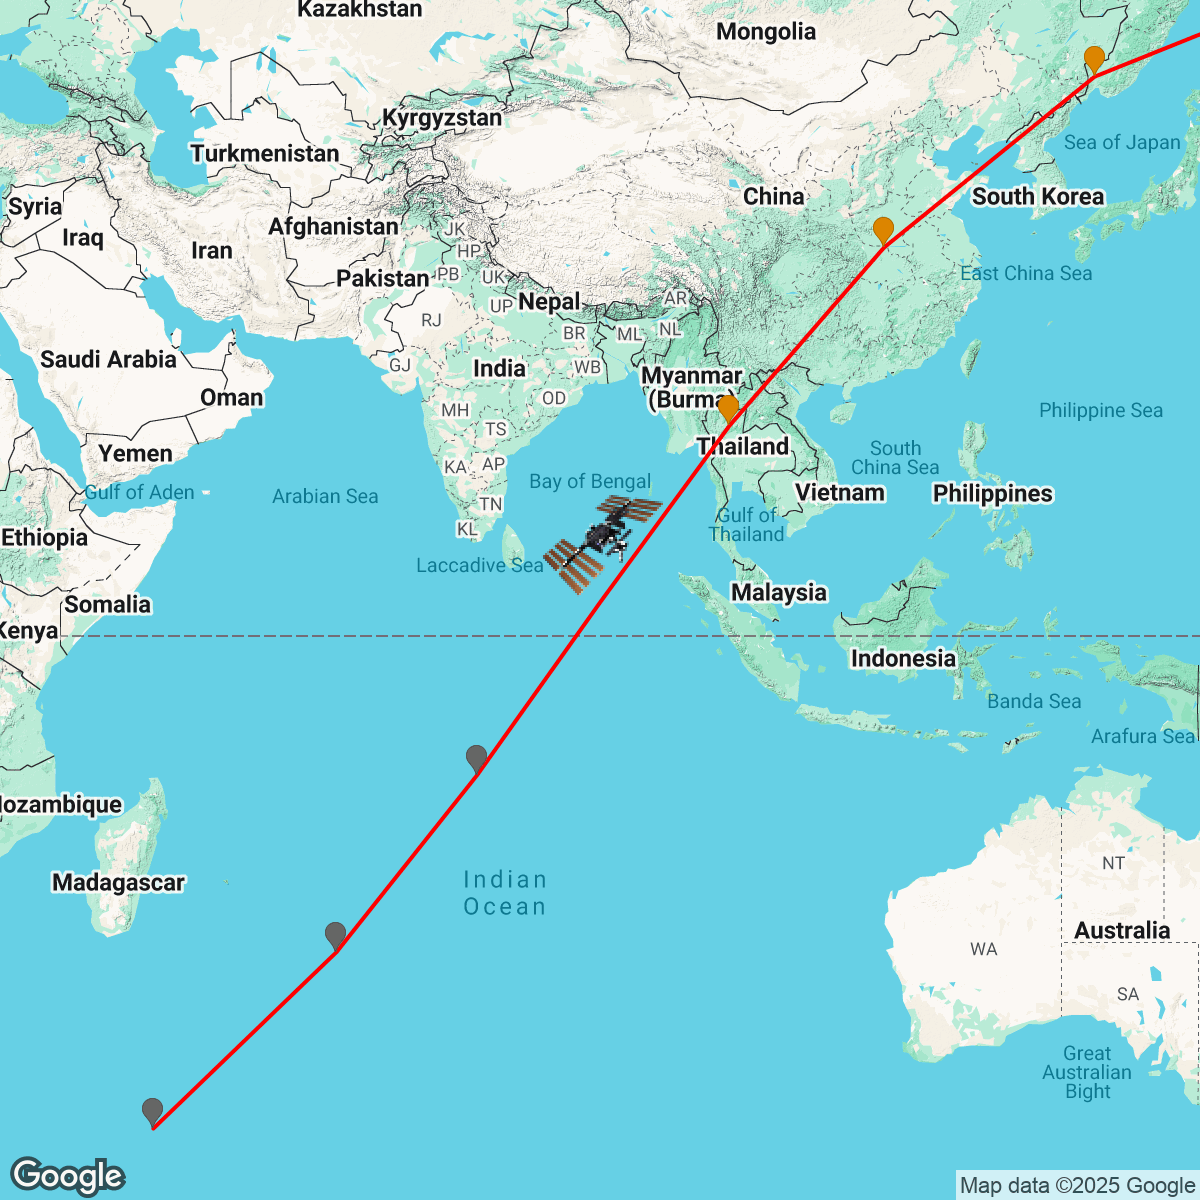 Kazakhstan
Mongolia
Kyrgyzstan
Turkmenistan
Sea of Japan
Syria
China
South Korea
Afghanistan
JK
Iraq
Iran
HP
Pakistan
PB
UK
East China Sea
Nepal
UP
AR
RJ
BR
ML
NL
Saudi Arabia
GJ
India
WB
Myanmar
(Burma)
Oman
OD
MH
Philippine Sea
TS
Yemen
Thailand
South
China Sea
KA
AP
Bay of Bengal
Gulf of Aden
Arabian Sea
TN
Vietnam
Philippines
KL
Gulf of
Thailand
Ethiopia
Laccadive Sea
Malaysia
Somalia
Kenya
Indonesia
Banda Sea
Arafura Sea
Mozambique
Madagascar
Indian
Ocean
NT
Australia
WA
SA
Great
Australian
Bight
Google
Map data ©2025 Google